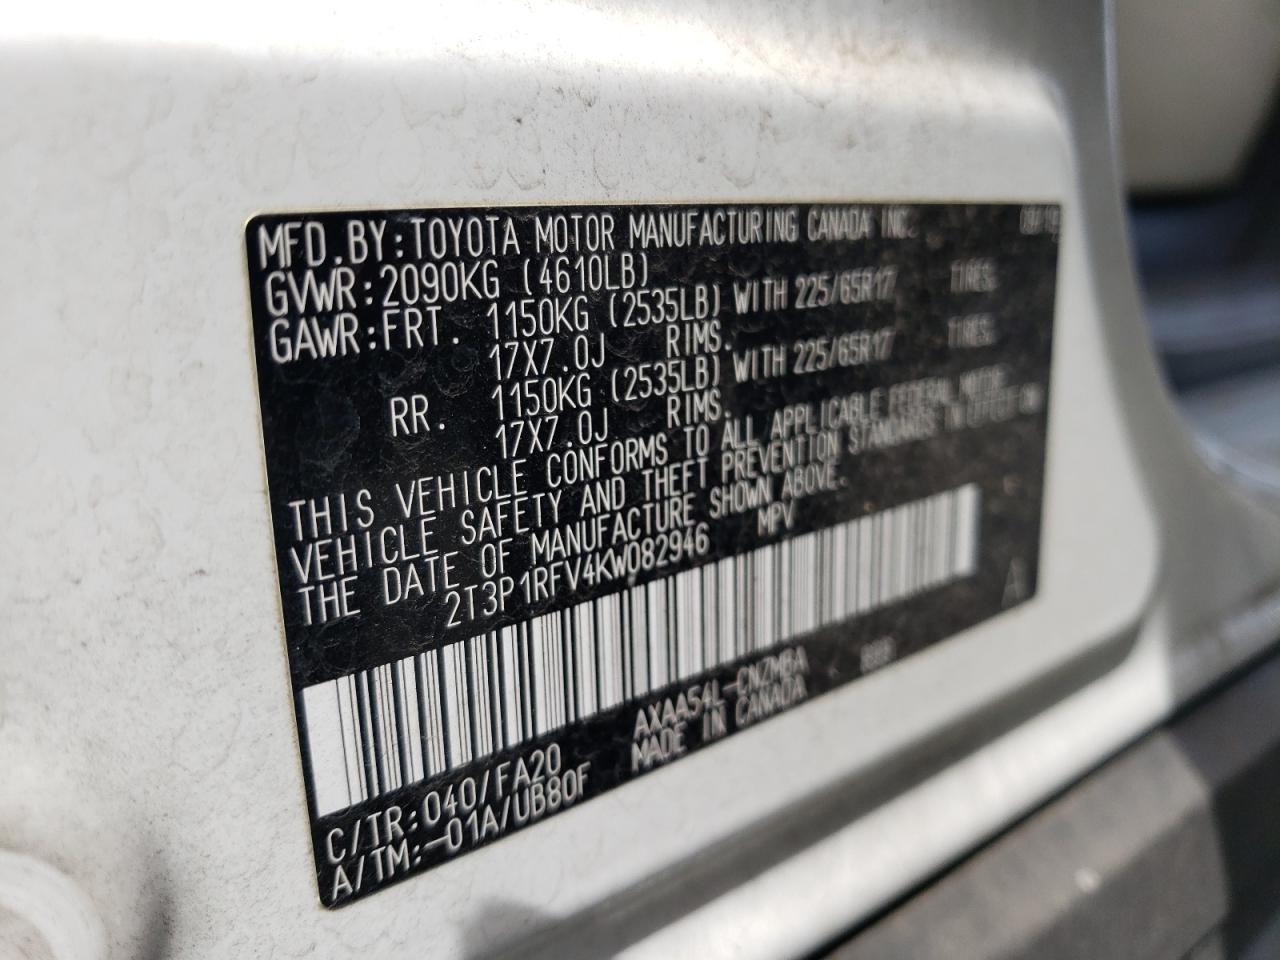 MFD.BY:TOYOTA MOTOR MANUFACTURING CANADA INC.
GVWR:2090KG (4610LB)
GAWR:FRT. 1150KG (2535LB) WITH 225/65R17 TIRES:
17X7.0J RIMS.
RR. 1150KG (2535LB) WITH 225/65R17 TIRES:
17X7.0J RIMS.
THIS VEHICLE CONFORMS TO ALL APPLICABLE FEDERAL MOTOR
VEHICLE SAFETY AND THEFT PREVENTION STANDARDS IN EFFECT ON
THE DATE OF MANUFACTURE SHOWN ABOVE.
2T3P1RFV4KW082946 MPV
C/TR:040/FA20 AXAA54L-CNZMBA
A/TM:-01A/UB80F MADE IN CANADA